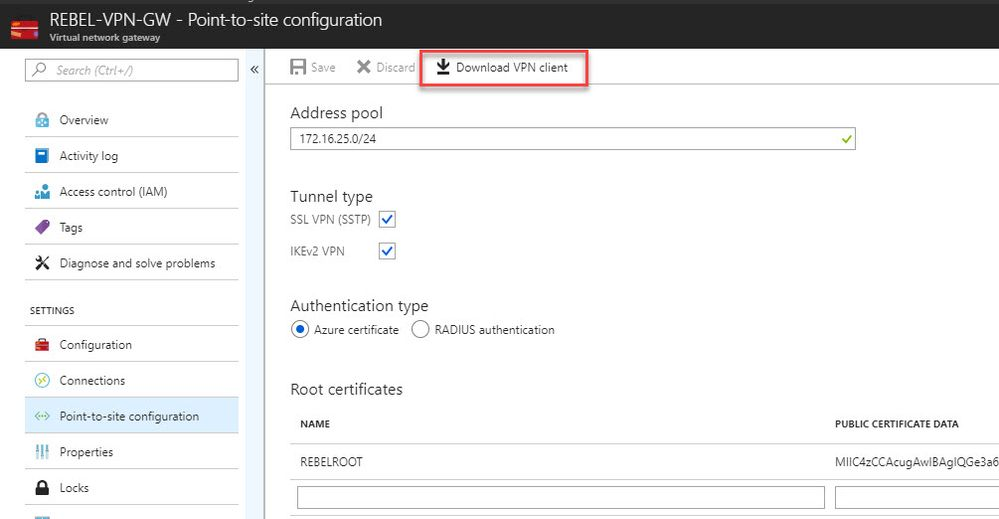 REBEL-VPN-GW - Point-to-site configuration
Virtual network gateway
Search (Ctrl+/)
«
Save
Discard
Download VPN client
Overview
Activity log
Access control (IAM)
Tags
Diagnose and solve problems
SETTINGS
Configuration
Connections
Point-to-site configuration
Properties
Locks
Address pool
172.16.25.0/24
Tunnel type
SSL VPN (SSTP)
IKEv2 VPN
Authentication type
Azure certificate
RADIUS authentication
Root certificates
NAME
PUBLIC CERTIFICATE DATA
REBELROOT
MIIC4zCCAcugAwIBAgIQGe3a6